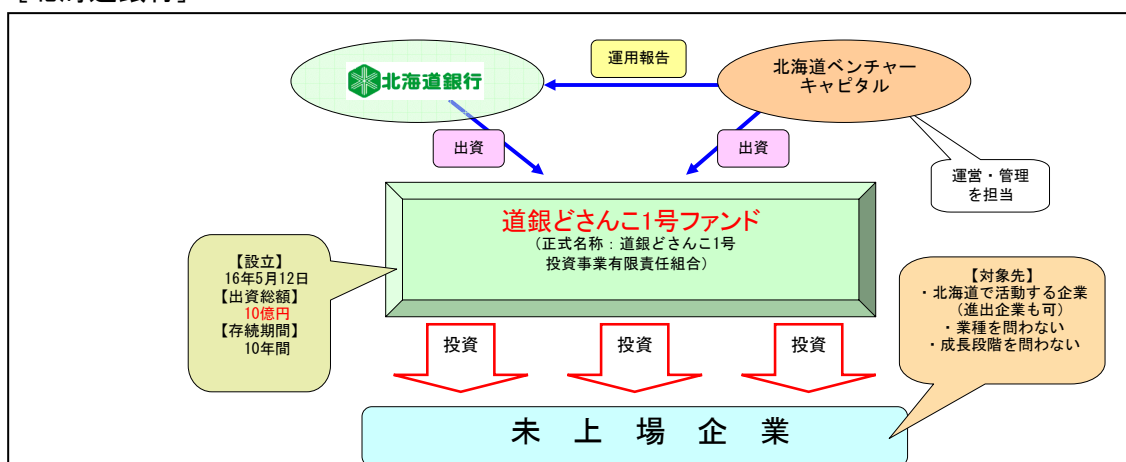 北海道銀行
運用報告
北海道ベンチャー
キャピタル
出資
出資
運営・管理
を担当
道銀どさんこ1号ファンド
（正式名称：道銀どさんこ1号
投資事業有限責任組合）
【設立】
16年5月12日
【出資総額】
10億円
【存続期間】
10年間
【対象先】
・北海道で活動する企業
（進出企業も可）
・業種を問わない
・成長段階を問わない
投資
投資
投資
未上場企業